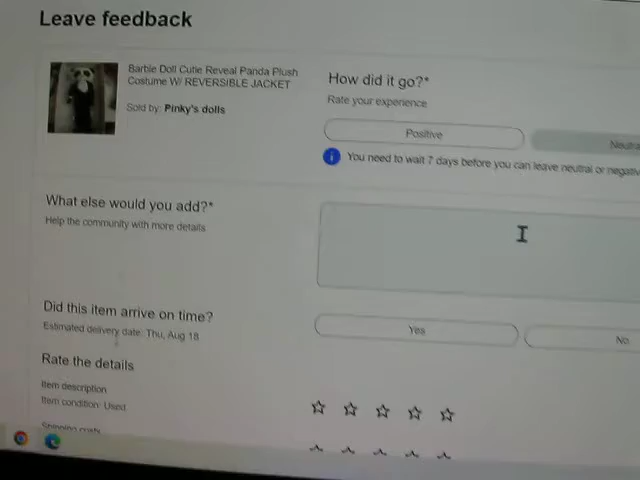 Leave feedback
Barbie Doll Cutie Reveal Panda Plush
Costume W/ REVERSIBLE JACKET
Sold by: Pinky's dolls
How did it go?*
Rate your experience
Positive
Neutra
You need to wait 7 days before you can leave neutral or negativ
What else would you add?*
Help the community with more details
Did this item arrive on time?
Estimated delivery date: Thu, Aug 18
Yes
No
Rate the details
Item description
Item condition: Used
Shipping costs